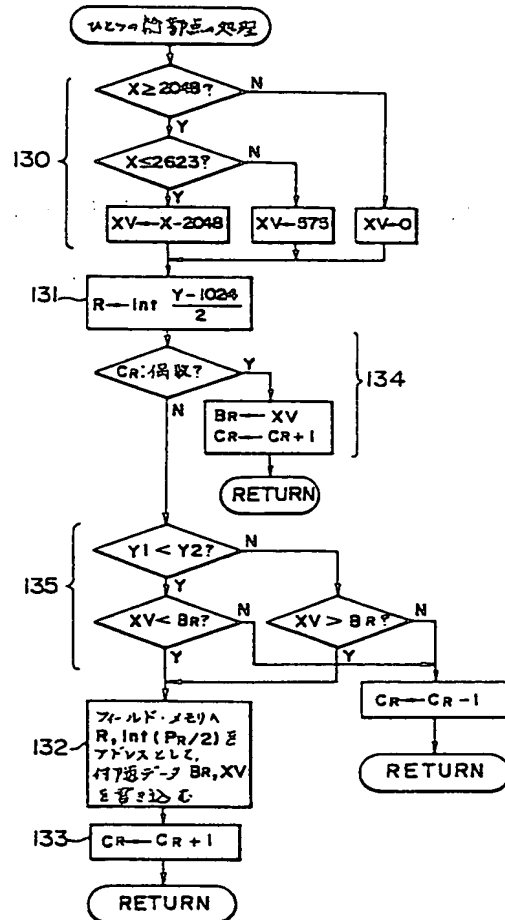 ひとつの 部点の処理
X≥2048?
N
Y
130
X≤2623?
N
Y
XV←X-2048
XV←575
XV←0
131
R←Int Y-1024
2
CR:偶数?
Y
N
134
BR←XV
CR←CR+1
RETURN
135
Y1<Y2?
N
Y
XV<BR?
N
Y
XV>BR?
N
Y
CR←CR-1
RETURN
132
フィールド・メモリへ
R, Int(PR/2)を
アドレスとして,
データ BR, XV
を書き込む
133
CR←CR+1
RETURN